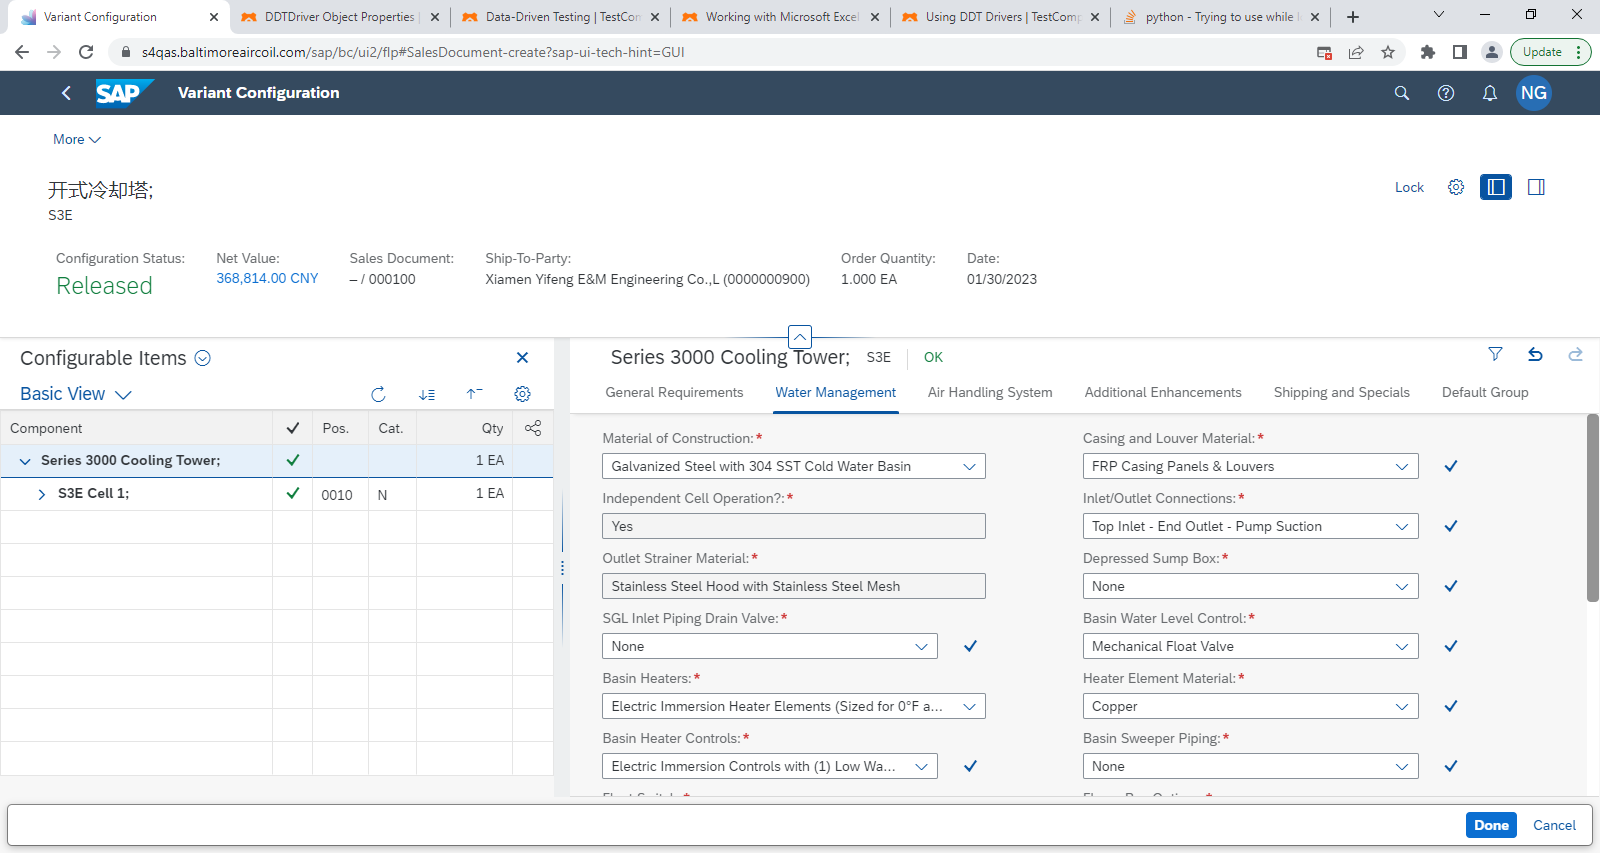 Variant Configuration
DDTDriver Object Properties
Data-Driven Testing | TestCom
Working with Microsoft Excel
Using DDT Drivers | TestComp
python - Trying to use while l
s4qas.baltimoreaircoil.com/sap/bc/ui2/flp#SalesDocument-create?sap-ui-tech-hint=GUI
Update
SAP
Variant Configuration
NG
More
开式冷却塔;
S3E
Lock
Configuration Status:
Released
Net Value:
368,814.00 CNY
Sales Document:
– / 000100
Ship-To-Party:
Xiamen Yifeng E&M Engineering Co.,L (0000000900)
Order Quantity:
1.000 EA
Date:
01/30/2023
Configurable Items
Basic View
Component Pos. Cat. Qty
Series 3000 Cooling Tower; 1 EA
S3E Cell 1; 0010 N 1 EA
Series 3000 Cooling Tower; S3E OK
General Requirements Water Management Air Handling System Additional Enhancements Shipping and Specials Default Group
Material of Construction:*
Galvanized Steel with 304 SST Cold Water Basin
Casing and Louver Material:*
FRP Casing Panels & Louvers
Independent Cell Operation?:*
Yes
Inlet/Outlet Connections:*
Top Inlet - End Outlet - Pump Suction
Outlet Strainer Material:*
Stainless Steel Hood with Stainless Steel Mesh
Depressed Sump Box:*
None
SGL Inlet Piping Drain Valve:*
None
Basin Water Level Control:*
Mechanical Float Valve
Basin Heaters:*
Electric Immersion Heater Elements (Sized for 0°F a...
Heater Element Material:*
Copper
Basin Heater Controls:*
Electric Immersion Controls with (1) Low Wa...
Basin Sweeper Piping:*
None
Done
Cancel